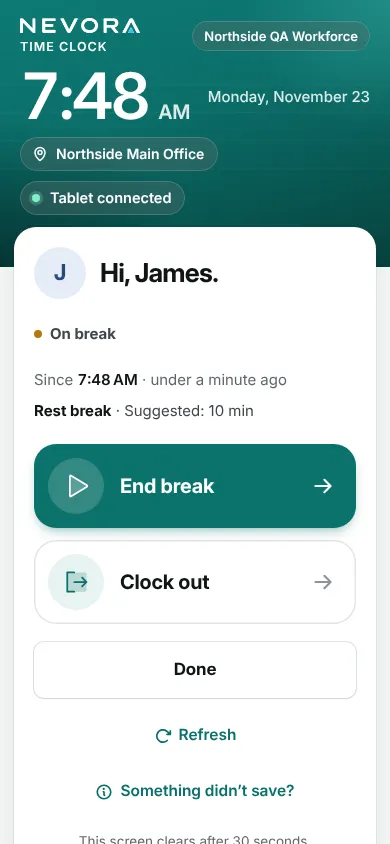 NEVORA
TIME CLOCK
Northside QA Workforce
7:48 AM
Monday, November 23
Northside Main Office
Tablet connected
J
Hi, James.
On break
Since 7:48 AM · under a minute ago
Rest break · Suggested: 10 min
End break
Clock out
Done
Refresh
Something didn’t save?
This screen clears after 30 seconds